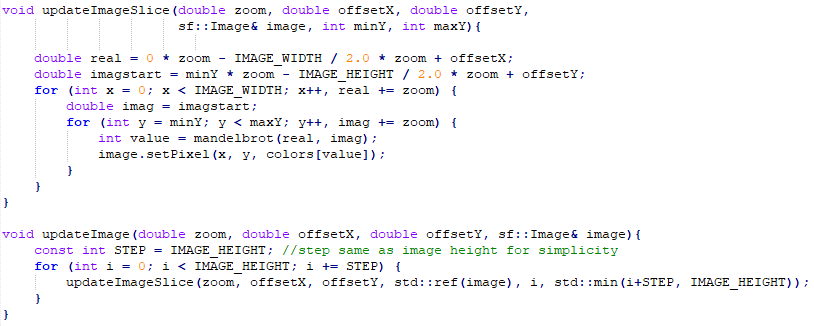 void updateImageSlice(double zoom, double offsetX, double offsetY,
sf::Image& image, int minY, int maxY){
double real = 0 * zoom - IMAGE_WIDTH / 2.0 * zoom + offsetX;
double imagstart = minY * zoom - IMAGE_HEIGHT / 2.0 * zoom + offsetY;
for (int x = 0; x < IMAGE_WIDTH; x++, real += zoom) {
double imag = imagstart;
for (int y = minY; y < maxY; y++, imag += zoom) {
int value = mandelbrot(real, imag);
image.setPixel(x, y, colors[value]);
}
}
}
void updateImage(double zoom, double offsetX, double offsetY, sf::Image& image){
const int STEP = IMAGE_HEIGHT; //step same as image height for simplicity
for (int i = 0; i < IMAGE_HEIGHT; i += STEP) {
updateImageSlice(zoom, offsetX, offsetY, std::ref(image), i, std::min(i+STEP, IMAGE_HEIGHT));
}
}